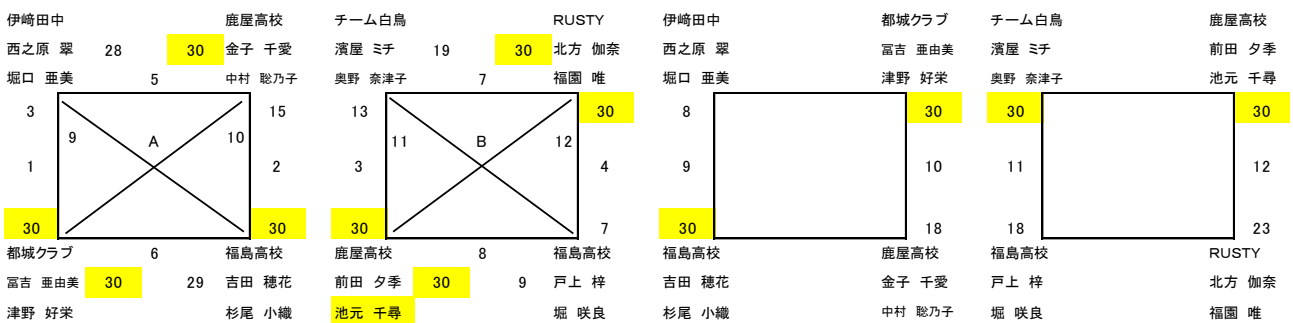 伊﨑田中 鹿屋高校 チーム白鳥 RUSTY 伊﨑田中 都城クラブ チーム白鳥 鹿屋高校
西之原 翠 28 30 金子 千愛 濱屋 ミチ 19 30 北方 伽奈 西之原 翠 冨吉 亜由美 濱屋 ミチ 前田 夕季
堀口 亜美 5 中村 聡乃子 奥野 奈津子 7 福園 唯 堀口 亜美 津野 好栄 奥野 奈津子 池元 千尋
3 15 13 30 8 30 30 30
9 A 10 11 B 12
1 2 3 4 9 10 11 12
30 30 30 7 30 18 18 23
都城クラブ 6 福島高校 鹿屋高校 8 福島高校 福島高校 鹿屋高校 福島高校 RUSTY
冨吉 亜由美 30 29 吉田 穂花 前田 夕季 30 9 戸上 梓 吉田 穂花 金子 千愛 戸上 梓 北方 伽奈
津野 好栄 杉尾 小織 池元 千尋 堀 咲良 杉尾 小織 中村 聡乃子 堀 咲良 福園 唯